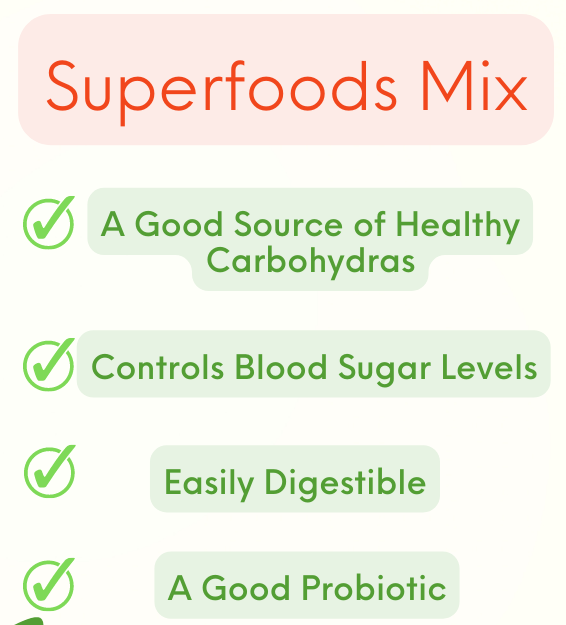 Superfoods Mix
A Good Source of Healthy
Carbohydras
Controls Blood Sugar Levels
Easily Digestible
A Good Probiotic